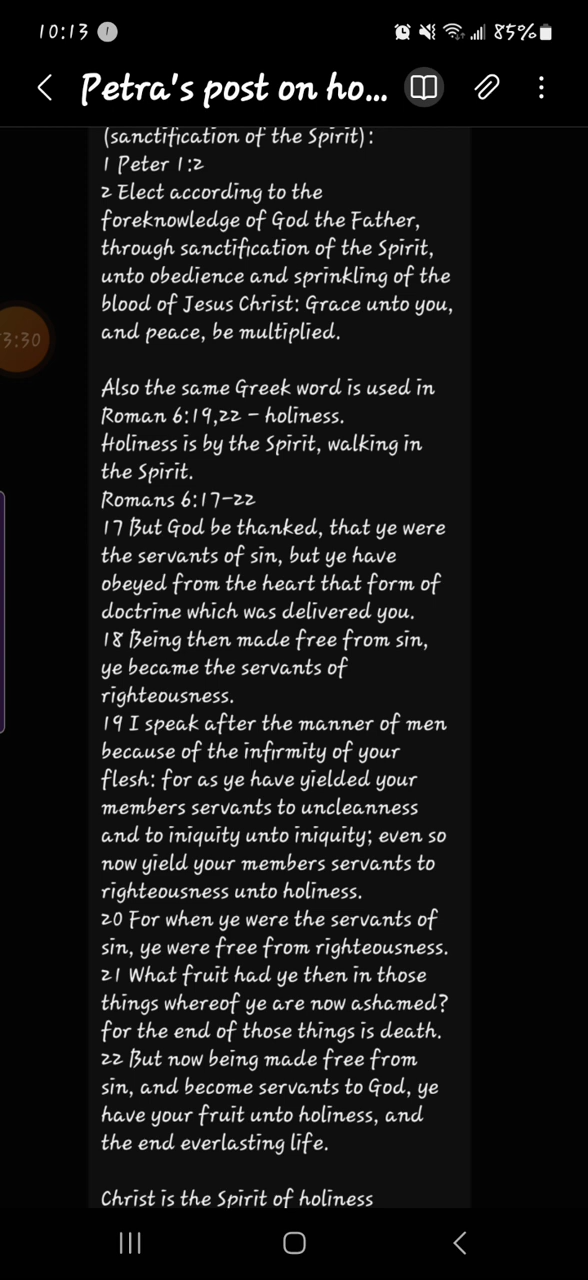 10:13
85%
Petra's post on ho...
(sanctification of the Spirit):
1 Peter 1:2
2 Elect according to the
foreknowledge of God the Father,
through sanctification of the Spirit,
unto obedience and sprinkling of the
blood of Jesus Christ: Grace unto you,
and peace, be multiplied.
3:30
Also the same Greek word is used in
Roman 6:19,22 – holiness.
Holiness is by the Spirit, walking in
the Spirit.
Romans 6:17-22
17 But God be thanked, that ye were
the servants of sin, but ye have
obeyed from the heart that form of
doctrine which was delivered you.
18 Being then made free from sin,
ye became the servants of
righteousness.
19 I speak after the manner of men
because of the infirmity of your
flesh: for as ye have yielded your
members servants to uncleanness
and to iniquity unto iniquity; even so
now yield your members servants to
righteousness unto holiness.
20 For when ye were the servants of
sin, ye were free from righteousness.
21 What fruit had ye then in those
things whereof ye are now ashamed?
for the end of those things is death.
22 But now being made free from
sin, and become servants to God, ye
have your fruit unto holiness, and
the end everlasting life.
Christ is the Spirit of holiness